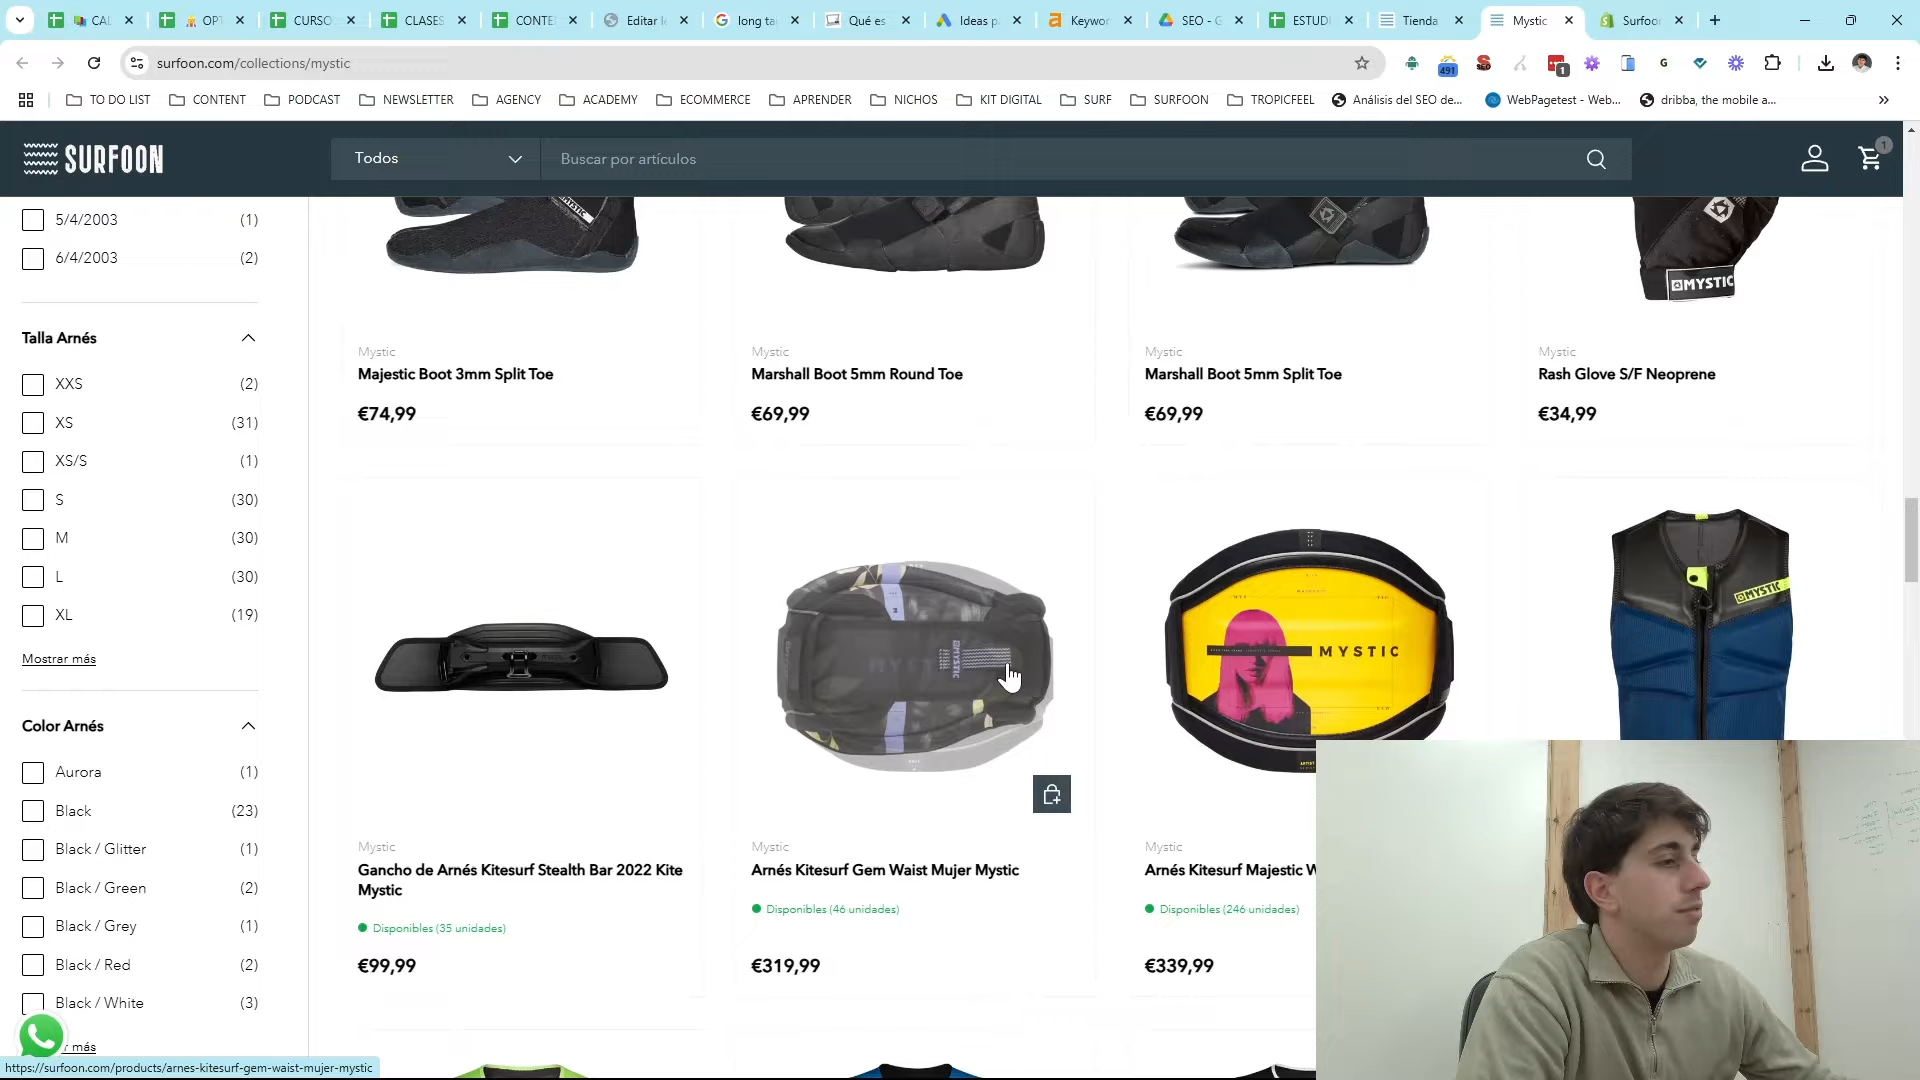 CAL
OPT
CURSO
CLASES
CONTE
Editar l
long ta
Qué es
Ideas p
Keywor
SEO - G
ESTUDI
Tienda
Mystic
Surfoon
surfoon.com/collections/mystic
491
1
TO DO LIST
CONTENT
PODCAST
NEWSLETTER
AGENCY
ACADEMY
ECOMMERCE
APRENDER
NICHOS
KIT DIGITAL
SURF
SURFOON
TROPICFEEL
Análisis del SEO de...
WebPagetest - Web...
dribba, the mobile a...
SURFOON
Todos
Buscar por artículos
1
5/4/2003 (1)
6/4/2003 (2)
Talla Arnés
XXS (2)
XS (31)
XS/S (1)
S (30)
M (30)
L (30)
XL (19)
Mostrar más
Color Arnés
Aurora (1)
Black (23)
Black / Glitter (1)
Black / Green (2)
Black / Grey (1)
Black / Red (2)
Black / White (3)
r más
MYSTIC
MYSTIC
Mystic
Majestic Boot 3mm Split Toe
€74,99
Mystic
Marshall Boot 5mm Round Toe
€69,99
Mystic
Marshall Boot 5mm Split Toe
€69,99
Mystic
Rash Glove S/F Neoprene
€34,99
MYSTIC
MYSTIC
MYSTIC
Mystic
Gancho de Arnés Kitesurf Stealth Bar 2022 Kite
Mystic
Disponibles (35 unidades)
€99,99
Mystic
Arnés Kitesurf Gem Waist Mujer Mystic
Disponibles (46 unidades)
€319,99
Mystic
Arnés Kitesurf Majestic W
Disponibles (246 unidades)
€339,99
https://surfoon.com/products/arnes-kitesurf-gem-waist-mujer-mystic